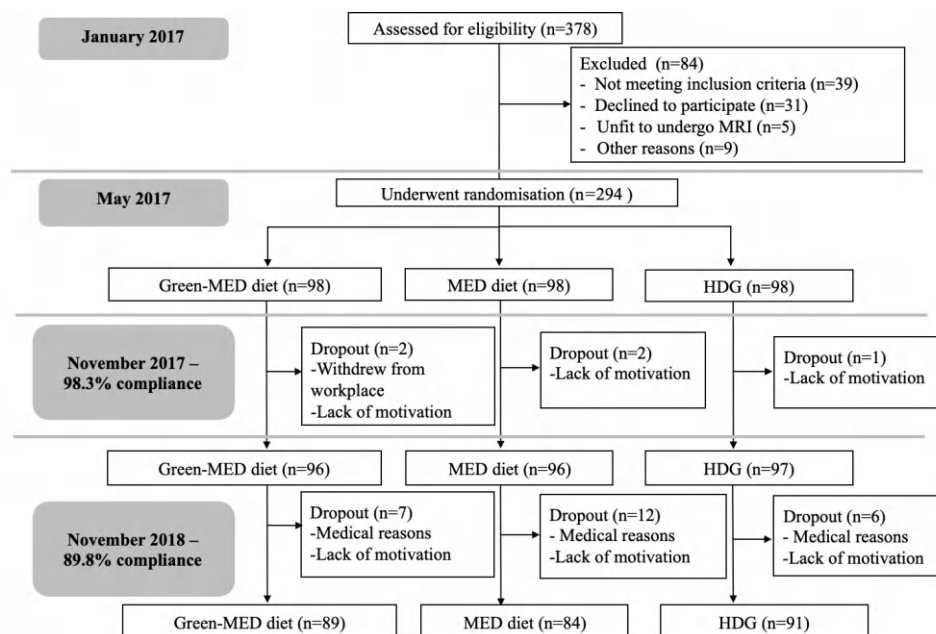 January 2017
Assessed for eligibility (n=378)
Excluded  (n=84)
-  Not meeting inclusion criteria (n=39)
-  Declined to participate (n=31)
-  Unfit to undergo MRI (n=5)
-  Other reasons (n=9)
May 2017
Underwent randomisation (n=294 )
Green-MED diet (n=98)
MED diet (n=98)
HDG (n=98)
November 2017 –
98.3% compliance
Dropout (n=2)
-Withdrew from
workplace
-Lack of motivation
Dropout (n=2)
-Lack of motivation
Dropout (n=1)
-Lack of motivation
Green-MED diet (n=96)
MED diet (n=96)
HDG (n=97)
November 2018 –
89.8% compliance
Dropout (n=7)
-Medical reasons
-Lack of motivation
Dropout (n=12)
- Medical reasons
-Lack of motivation
Dropout (n=6)
- Medical reasons
-Lack of motivation
Green-MED diet (n=89)
MED diet (n=84)
HDG (n=91)